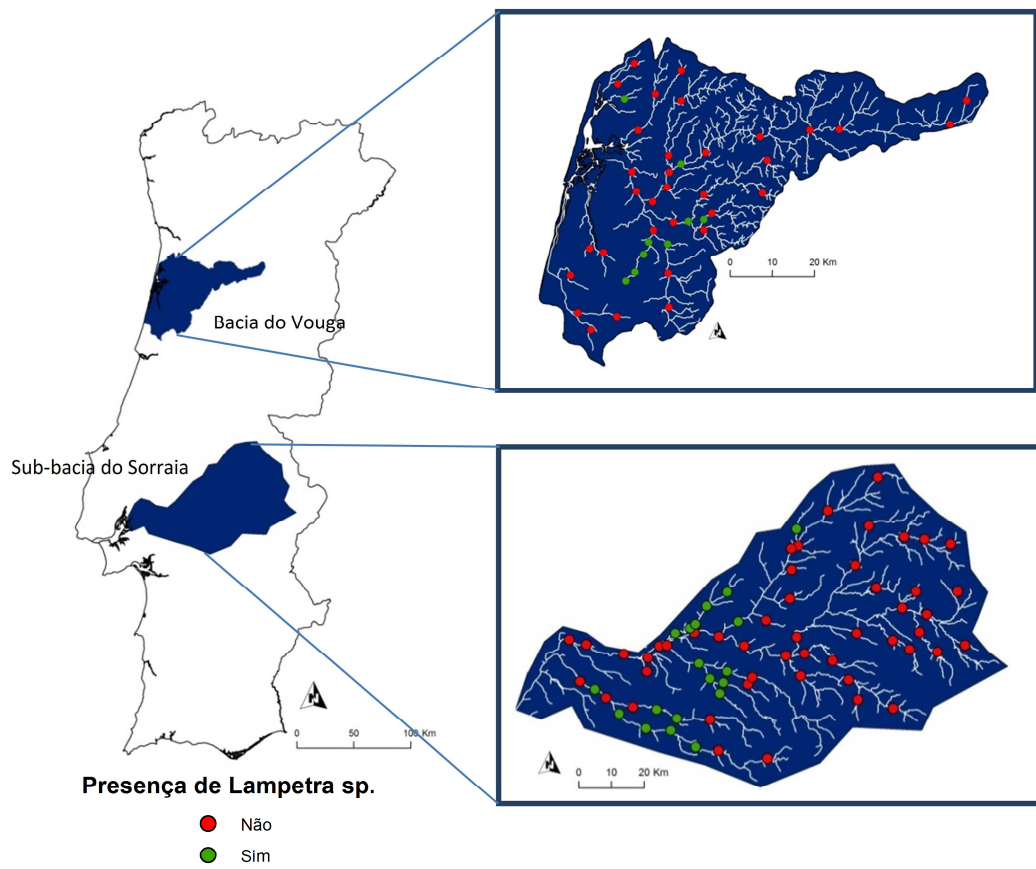 0 10 20 Km
Bacia do Vouga
Sub-bacia do Sorraia
0 50 100 Km
0 10 20 Km
Presença de Lampetra sp.
Não
Sim